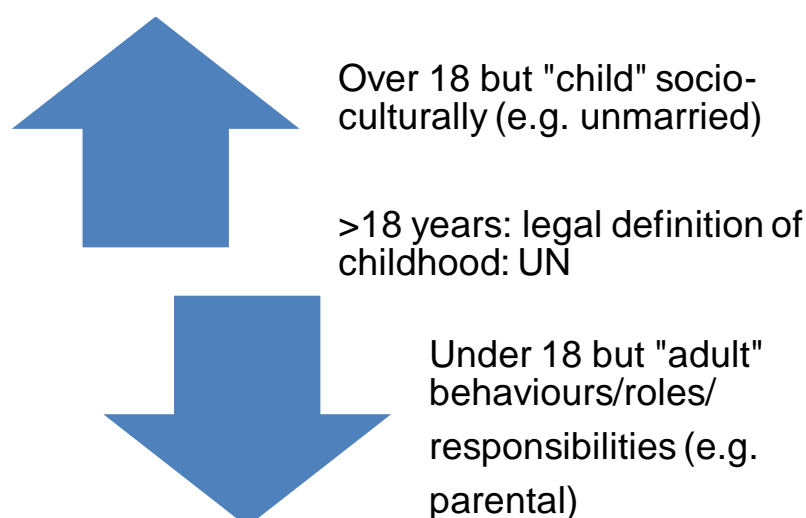 Over 18 but "child" socio-
culturally (e.g. unmarried)
>18 years: legal definition of
childhood: UN
Under 18 but "adult"
behaviours/roles/
responsibilities (e.g.
parental)